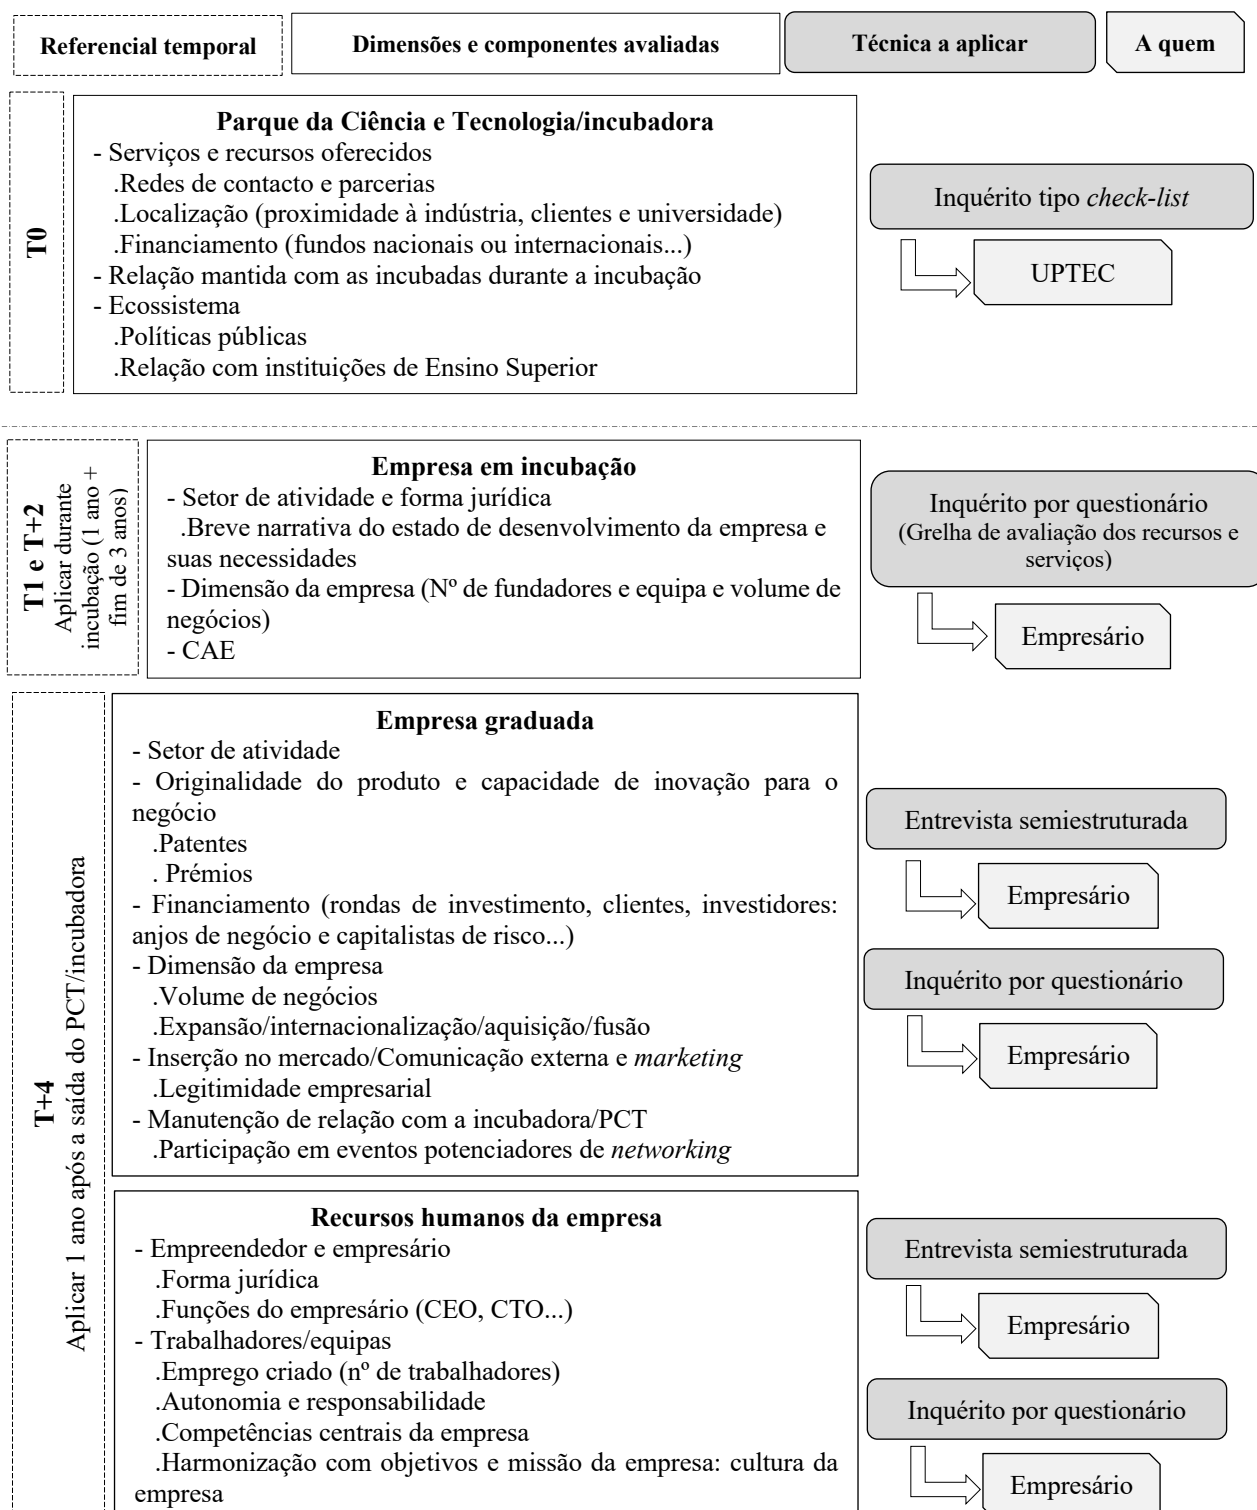 Referencial temporal
Dimensões e componentes avaliadas
Técnica a aplicar
A quem
T0
Parque da Ciência e Tecnologia/incubadora
- Serviços e recursos oferecidos
.Redes de contacto e parcerias
.Localização (proximidade à indústria, clientes e universidade)
.Financiamento (fundos nacionais ou internacionais...)
- Relação mantida com as incubadas durante a incubação
- Ecossistema
.Políticas públicas
.Relação com instituições de Ensino Superior
Inquérito tipo check-list
UPTEC
T1 e T+2
Aplicar durante
incubação (1 ano +
fim de 3 anos)
Empresa em incubação
- Setor de atividade e forma jurídica
.Breve narrativa do estado de desenvolvimento da empresa e
suas necessidades
- Dimensão da empresa (Nº de fundadores e equipa e volume de
negócios)
- CAE
Inquérito por questionário
(Grelha de avaliação dos recursos e
serviços)
Empresário
T+4
Aplicar 1 ano após a saída do PCT/incubadora
Empresa graduada
- Setor de atividade
- Originalidade do produto e capacidade de inovação para o
negócio
.Patentes
. Prémios
- Financiamento (rondas de investimento, clientes, investidores:
anjos de negócio e capitalistas de risco...)
- Dimensão da empresa
.Volume de negócios
.Expansão/internacionalização/aquisição/fusão
- Inserção no mercado/Comunicação externa e marketing
.Legitimidade empresarial
- Manutenção de relação com a incubadora/PCT
.Participação em eventos potenciadores de networking
Entrevista semiestruturada
Empresário
Inquérito por questionário
Empresário
Recursos humanos da empresa
- Empreendedor e empresário
.Forma jurídica
.Funções do empresário (CEO, CTO...)
- Trabalhadores/equipas
.Emprego criado (nº de trabalhadores)
.Autonomia e responsabilidade
.Competências centrais da empresa
.Harmonização com objetivos e missão da empresa: cultura da
empresa
Entrevista semiestruturada
Empresário
Inquérito por questionário
Empresário